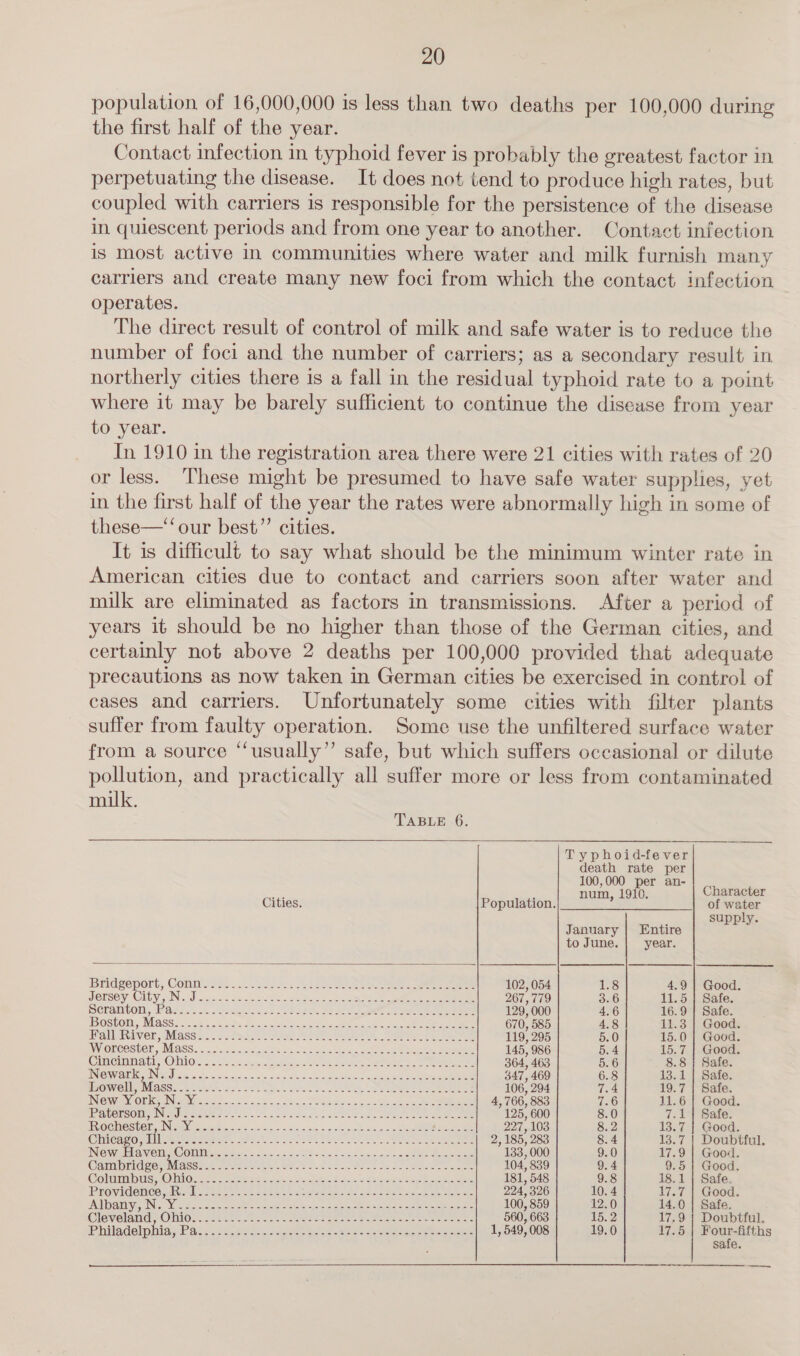 20
population of 16,000,000 is less than two deaths per 100,000 during
the first half of the year.
Contact infection in typhoid fever is probably the greatest factor in
perpetuating the disease. It does not tend to produce high rates, but
coupled with carriers is responsible for the persistence of the disease
in quiescent periods and from one year to another. Contact infection
is most active in communities where water and milk furnish many
carriers and create many new foci from which the contact infection
operates.
The direct result of control of milk and safe water is to reduce the
number of foci and the number of carriers; as a secondary result in
northerly cities there is a fall in the residual typhoid rate to a point
where it may be barely sufficient to continue the disease from year
to year.
In 1910 in the registration area there were 21 cities with rates of 20
or less. These might be presumed to have safe water supplies, yet
in the first half of the year the rates were abnormally high in some of
these—“our best” cities.
It is difficult to say what should be the minimum winter rate in
American cities due to contact and carriers soon after water and
milk are eliminated as factors in transmissions. After a period of
years it should be no higher than those of the German cities, and
certainly not above 2 deaths per 100,000 provided that adequate
precautions as now taken in German cities be exercised in control of
cases and carriers. Unfortunately some cities with filter plants
suffer from faulty operation. Some use the unfiltered surface water
from a source “usually” safe, but which suffers occasional or dilute
pollution, and practically all suffer more or less from contaminated
milk.
TABLE 6.
Cities. Population. Typhoid-fever death rate per 100,000 per annum, 1910. Character of water supply.
January to June. Entire year.
Bridgeport, Conn. 102,054 1.8 4.9 Good.
Jersey City, N. J. 267,779 3.6 11.5 Safe.
Scranton, Pa. 129,000 4.6 16.9 Safe.
Boston, Mass. 670,585 4.8 11.3 Good.
Fall River, Mass. 119,295 5.0 15.0 Good.
Worcester, Mass. 145,986 5.4 15.7 Good.
Cincinnati, Ohio. 364,463 5.6 8.8 Safe.
Newark, N. J. 347,469 6.8 13.1 Safe.
Lowell, Mass. 106,294 7.4 19.7 Safe.
New York, N. Y. 4,766,883 7.6 11.6 Good.
Paterson, N. J. 125,600 8.0 7.1 Safe.
Rochester, N. Y. 227,103 8.2 13.7 Good.
Chicago, Ill. 2,185,283 8.4 13.7 Doubtful.
New Haven, Conn. 133,000 9.0 17.9 Good.
Cambridge, Mass. 104,839 9.4 9.5 Good.
Columbus, Ohio. 181,548 9.8 18.1 Safe.
Providence, R. I. 224,326 10.4 17.7 Good.
Albany, N. Y. 100,859 12.0 14.0 Safe.
Cleveland, Ohio. 560,663 15.2 17.9 Doubtful.
Philadelphia, Pa. 1,549,008 19.0 17.5 Four-fifths
safe.